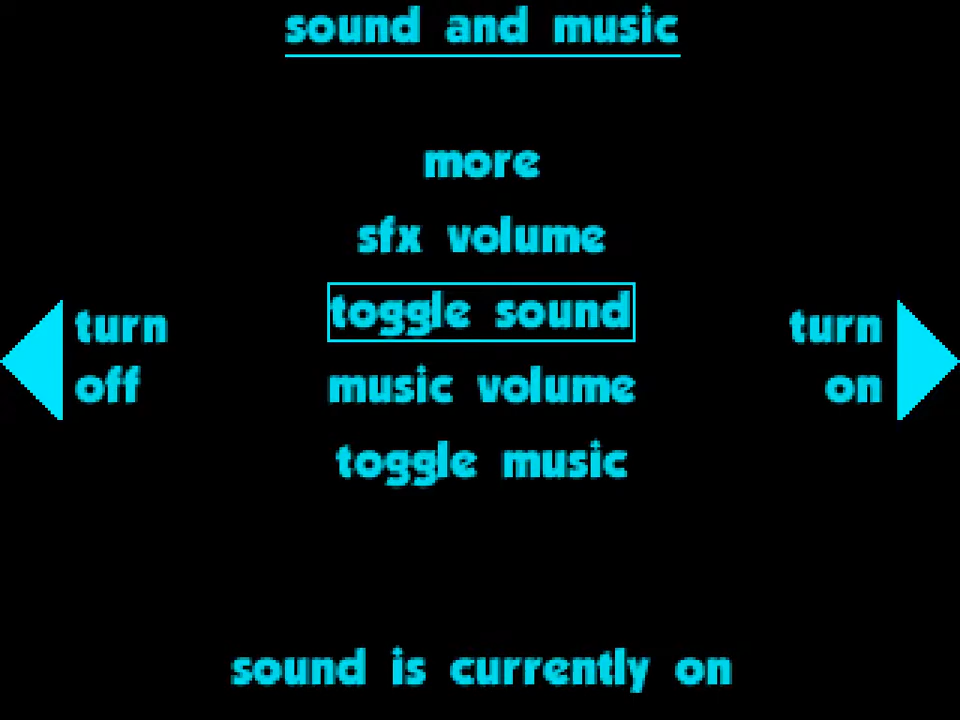 sound and music
more
sfx volume
toggle sound
turn off
turn on
music volume
toggle music
sound is currently on